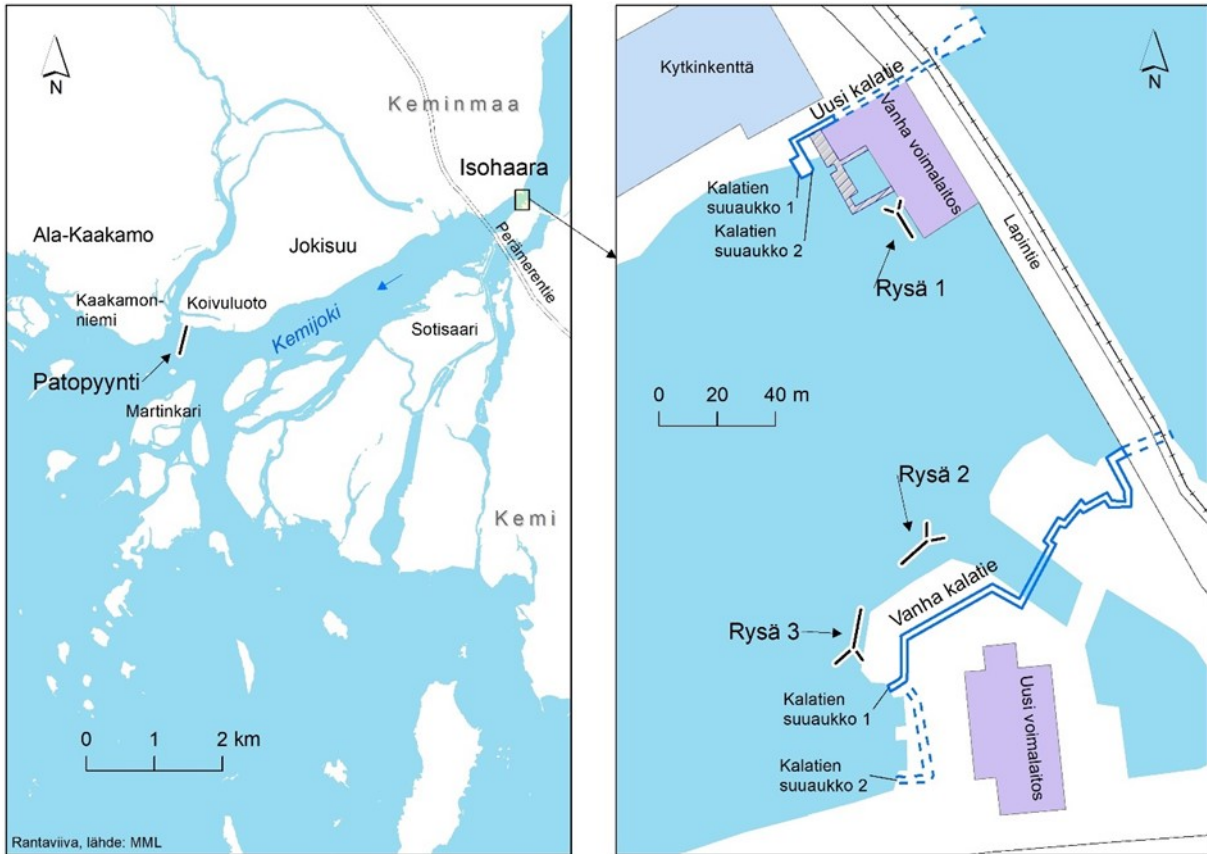 N
Keminmaa
Isohaara
Perämerentie
Ala-Kaakamo
Jokisuu
Kaakamon-
niemi
Koivuluoto
Kemijoki
Sotisaari
Patopyynti
Martinkari
Kemi
0 1 2 km
Rantaviiva, lähde: MML
N
Kytkinkenttä
Uusi kalatie
Vanha voimalaitos
Kalatien
suuaukko 1
Kalatien
suuaukko 2
Lapintie
Rysä 1
0 20 40 m
Rysä 2
Vanha kalatie
Rysä 3
Kalatien
suuaukko 1
Uusi voimalaitos
Kalatien
suuaukko 2